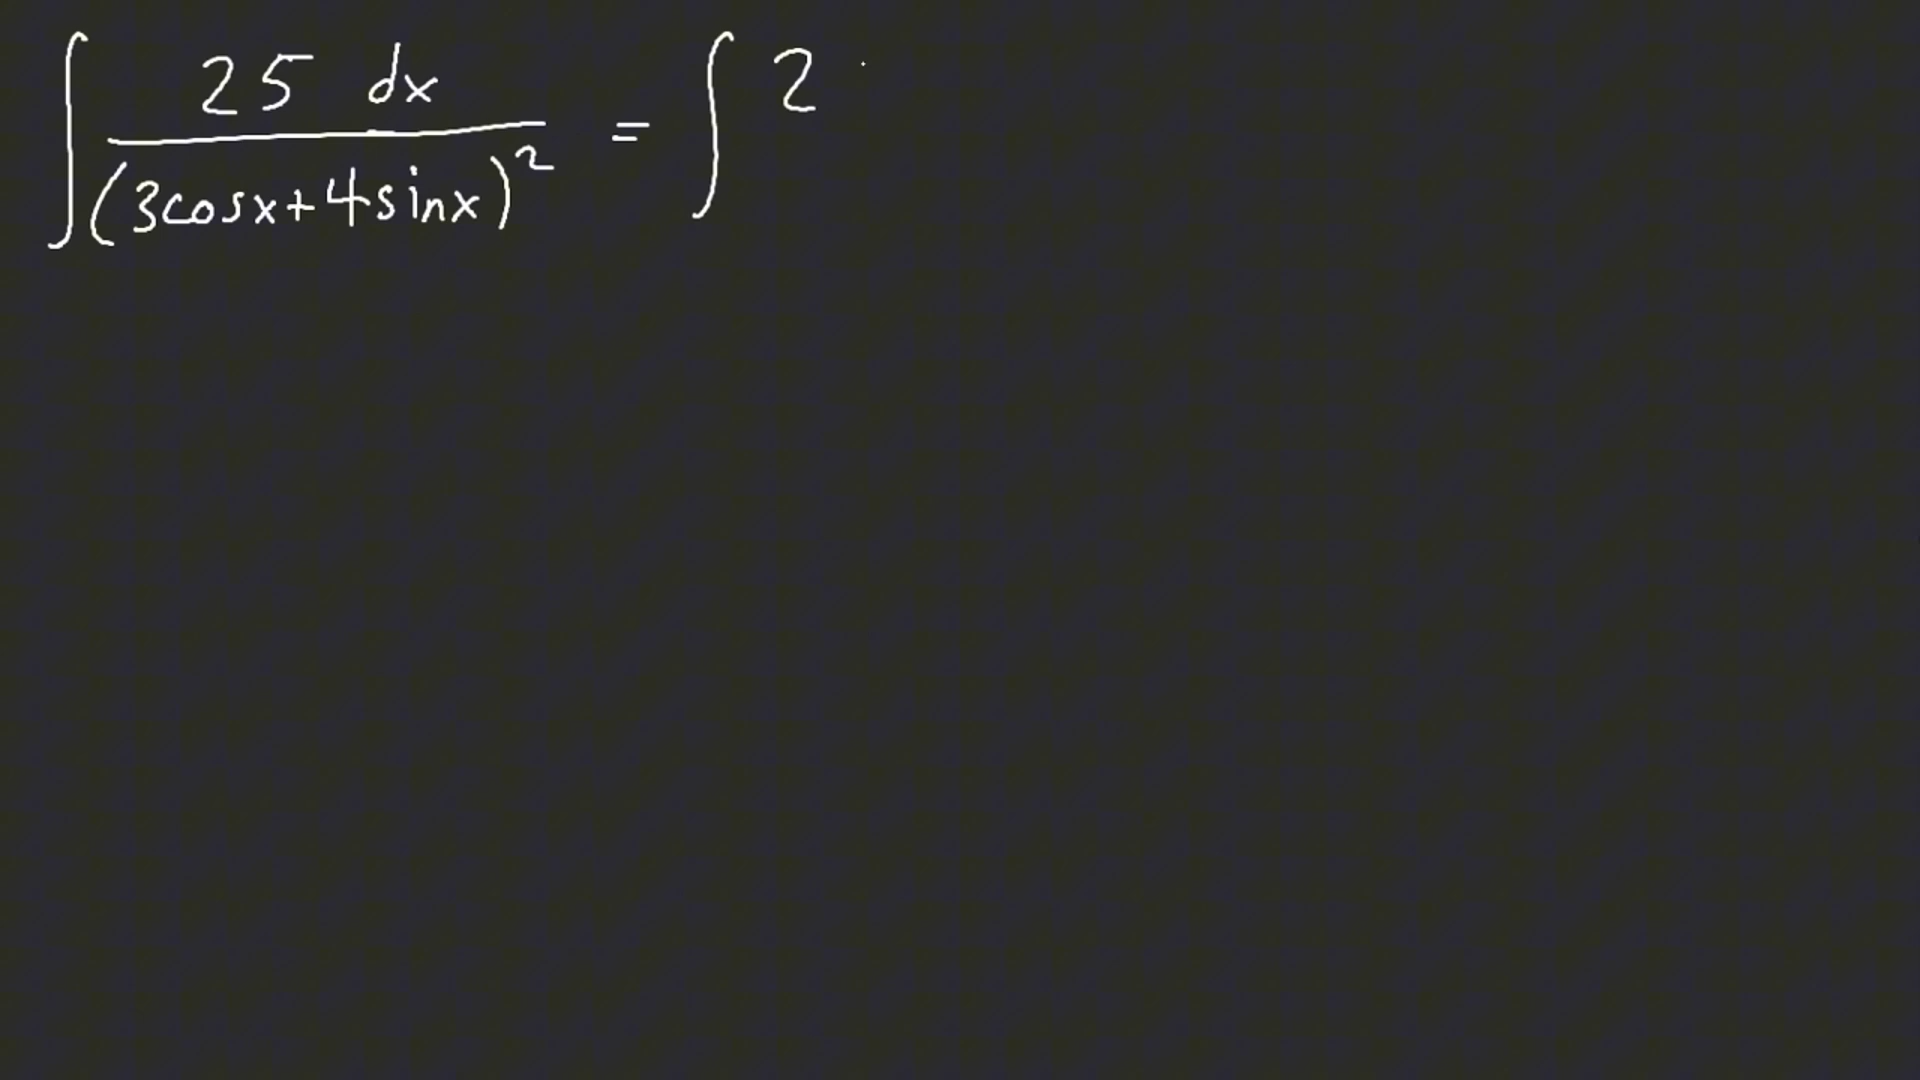 ∫ 25 dx / (3cosx+4sinx)² = ∫ 2